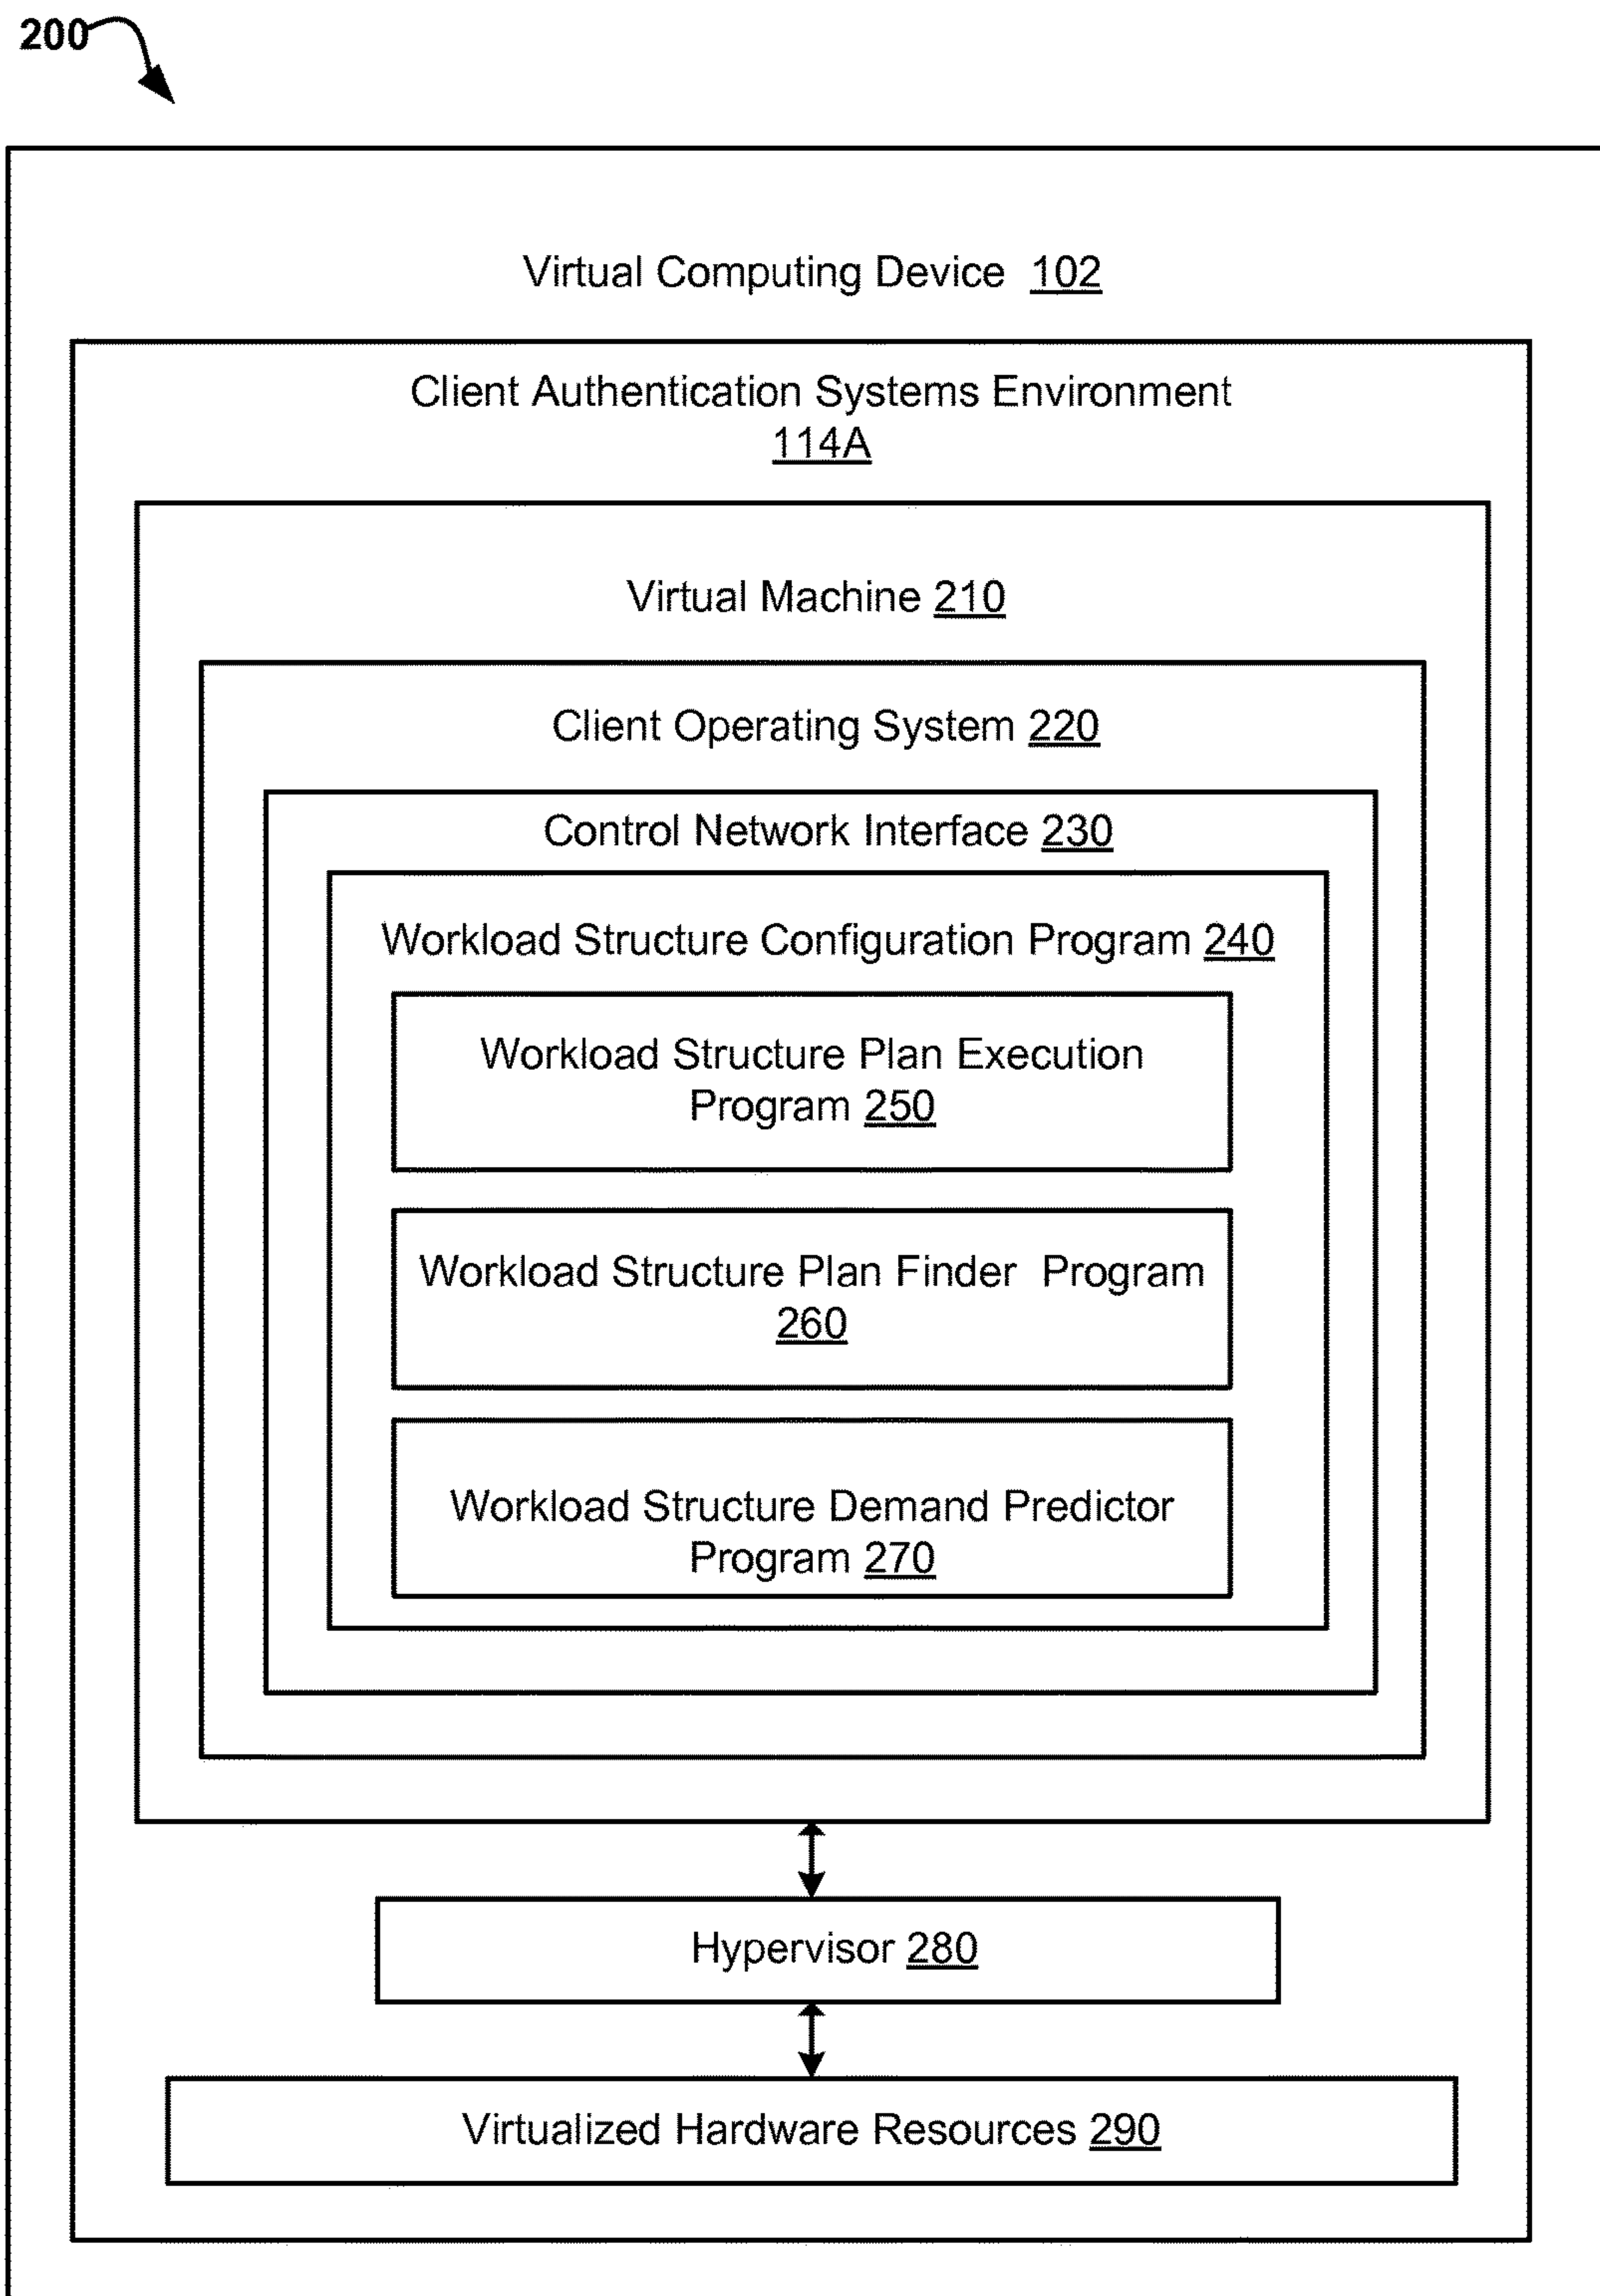 200
Virtual Computing Device 102
Client Authentication Systems Environment
114A
Virtual Machine 210
Client Operating System 220
Control Network Interface 230
Workload Structure Configuration Program 240
Workload Structure Plan Execution
Program 250
Workload Structure Plan Finder Program
260
Workload Structure Demand Predictor
Program 270
Hypervisor 280
Virtualized Hardware Resources 290